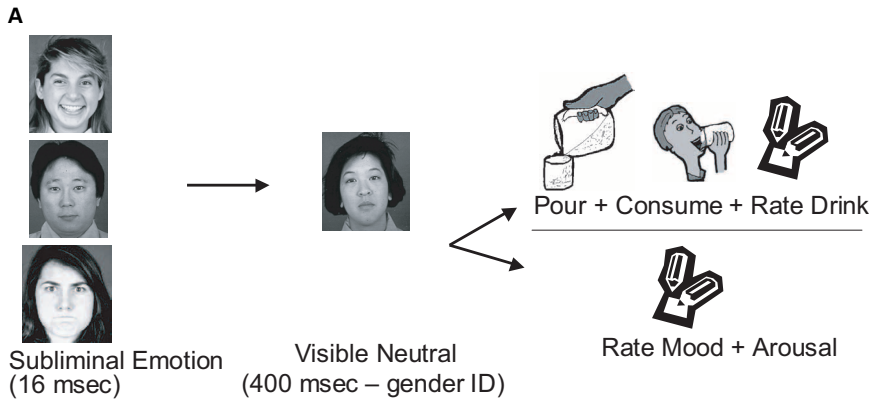 A
Pour + Consume + Rate Drink
Rate Mood + Arousal
Subliminal Emotion
(16 msec)
Visible Neutral
(400 msec – gender ID)